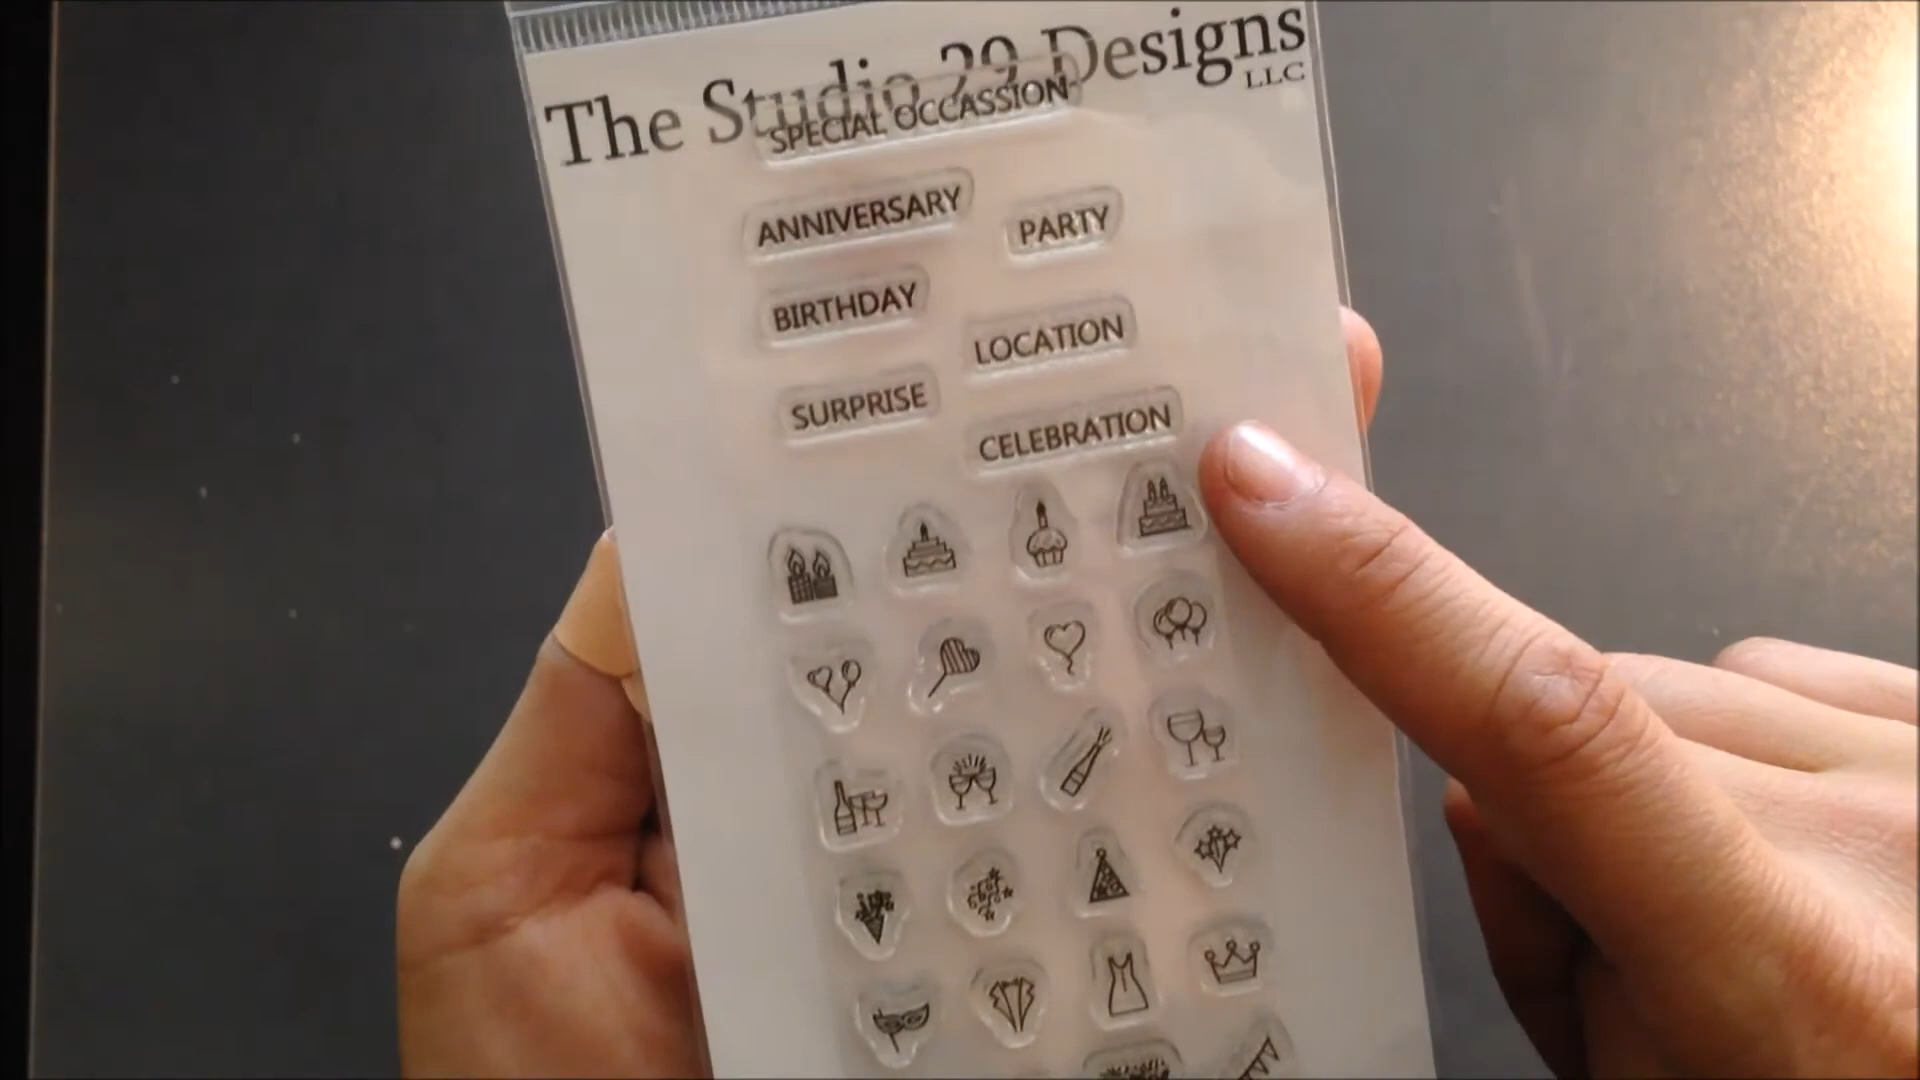 The Studio 29 Designs
LLC
SPECIAL OCCASSION
ANNIVERSARY
PARTY
BIRTHDAY
LOCATION
SURPRISE
CELEBRATION